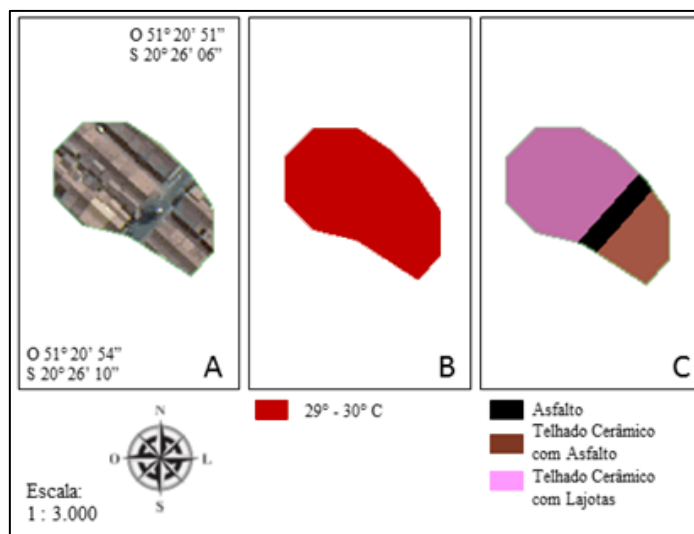 O 51° 20’ 51”
S 20° 26’ 06”
O 51° 20’ 54”
S 20° 26’ 10”
A
B
C
29° - 30° C
Asfalto
Telhado Cerâmico
com Asfalto
Telhado Cerâmico
com Lajotas
N
O
L
S
Escala:
1 : 3.000